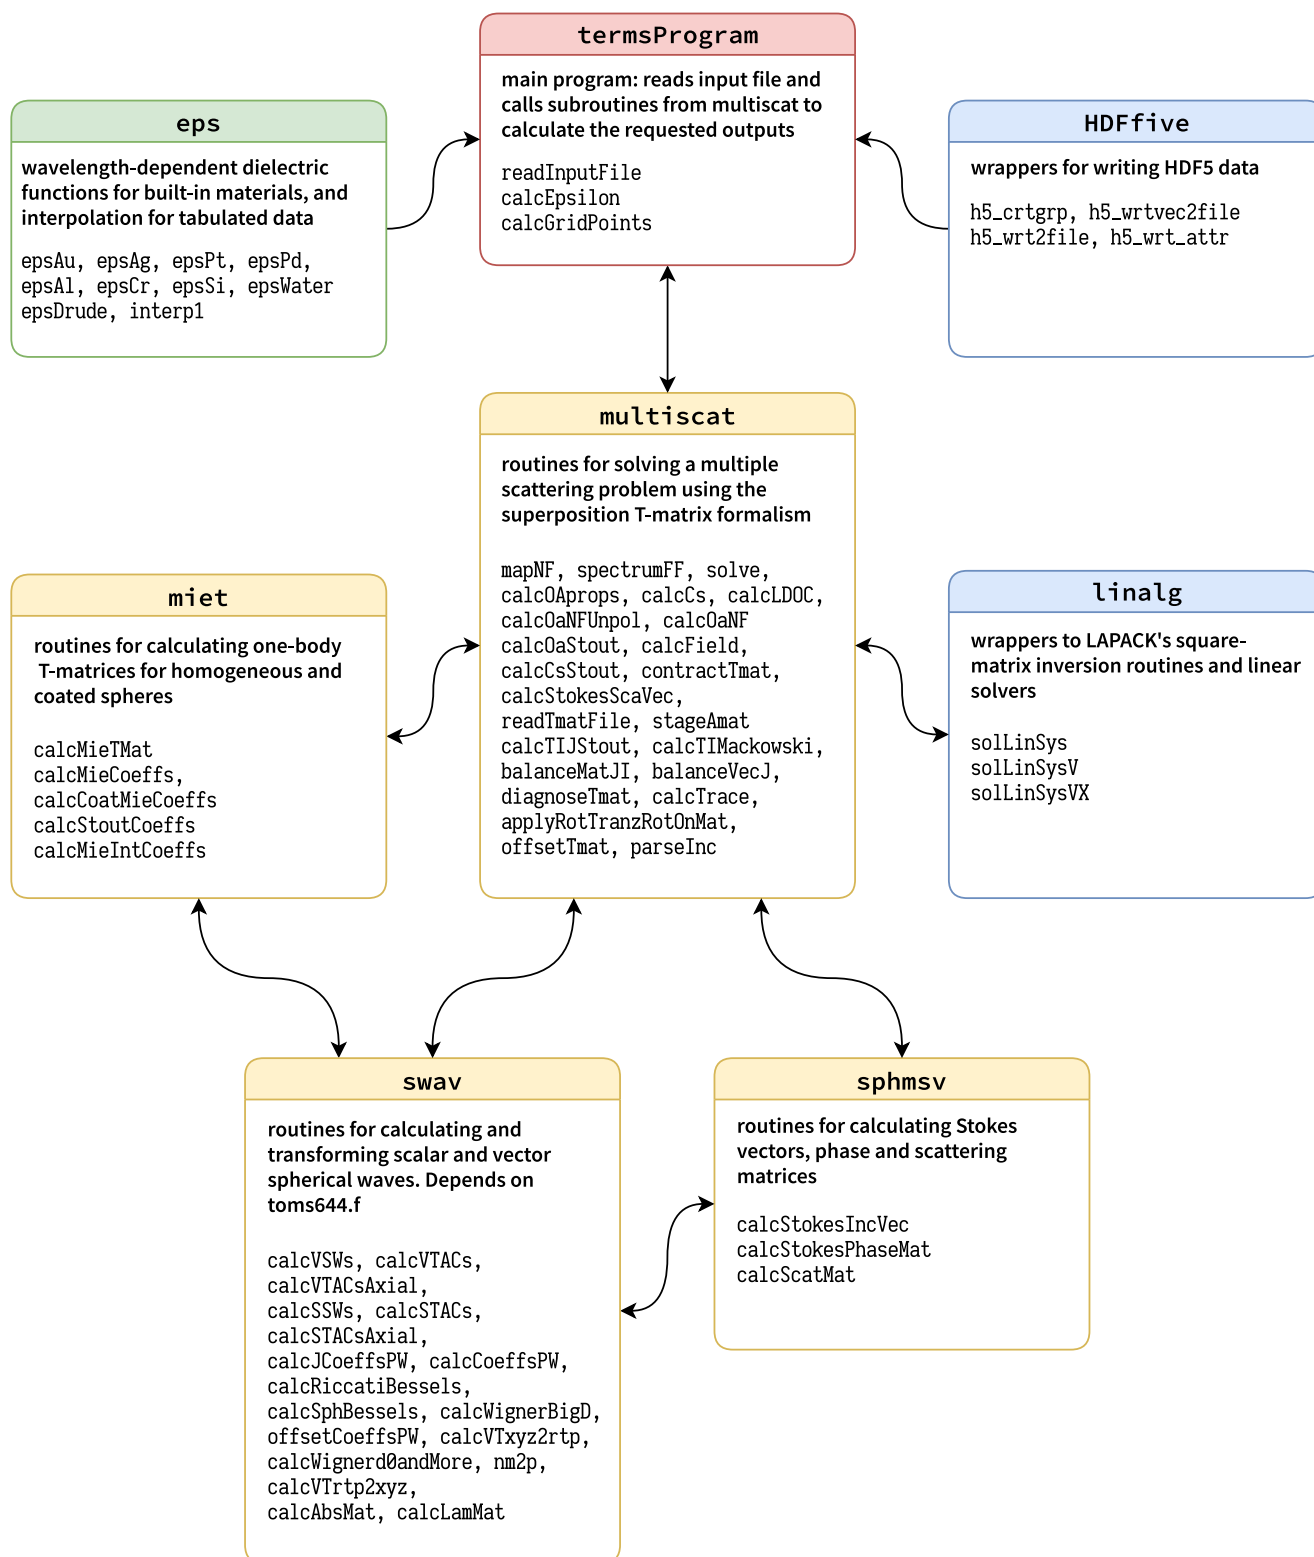 termsProgram
main program: reads input file and
calls subroutines from multiscat to
calculate the requested outputs
readInputFile
calcEpsilon
calcGridPoints
eps
wavelength-dependent dielectric
functions for built-in materials, and
interpolation for tabulated data
epsAu, epsAg, epsPt, epsPd,
epsAl, epsCr, epsSi, epsWater
epsDrude, interp1
HDFfive
wrappers for writing HDF5 data
h5_crtgrp, h5_wrtvec2file
h5_wrt2file, h5_wrt_attr
multiscat
routines for solving a multiple
scattering problem using the
superposition T-matrix formalism
mapNF, spectrumFF, solve,
calcOAprops, calcCs, calcLDOC,
calcOaNFUnpol, calcOaNF
calcOaStout, calcField,
calcCsStout, contractTmat,
calcStokesScaVec,
readTmatFile, stageAmat
calcTIJStout, calcTIMackowski,
balanceMatJI, balanceVecJ,
diagnoseTmat, calcTrace,
applyRotTranzRotOnMat,
offsetTmat, parseInc
miet
routines for calculating one-body
T-matrices for homogeneous and
coated spheres
calcMieTMat
calcMieCoeffs,
calcCoatMieCoeffs
calcStoutCoeffs
calcMieIntCoeffs
linalg
wrappers to LAPACK's square-
matrix inversion routines and linear
solvers
solLinSys
solLinSysV
solLinSysVX
swav
routines for calculating and
transforming scalar and vector
spherical waves. Depends on
toms644.f
calcVSWs, calcVTACs,
calcVTACsAxial,
calcSSWs, calcSTACs,
calcSTACsAxial,
calcJCoeffsPW, calcCoeffsPW,
calcRiccatiBessels,
calcSphBessels, calcWignerBigD,
offsetCoeffsPW, calcVTxyz2rtp,
calcWignerd0andMore, nm2p,
calcVTrtp2xyz,
calcAbsMat, calcLamMat
sphmsv
routines for calculating Stokes
vectors, phase and scattering
matrices
calcStokesIncVec
calcStokesPhaseMat
calcScatMat